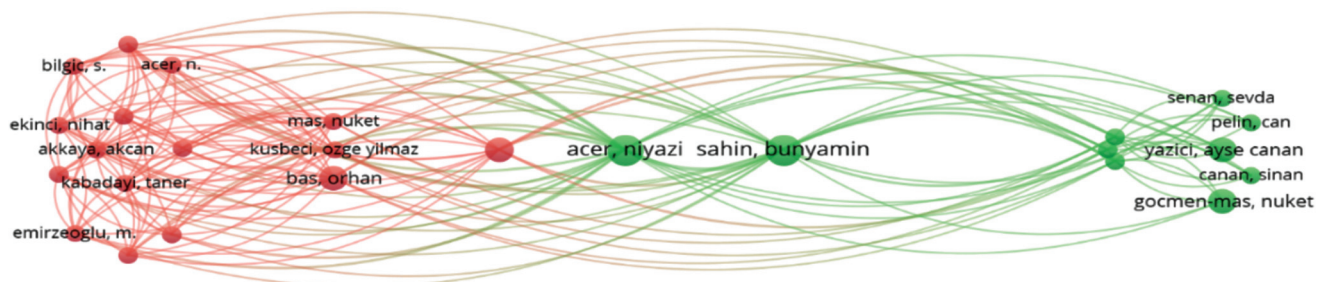 bilgic, s.
acer, n.
ekinci, nihat
akkaya, akcan
kabadayi, taner
emirzeoglu, m.
mas, nuket
kusbeci, ozge yilmaz
bas, orhan
acer, niyazi
sahin, bunyamin
senan, sevda
pelin, can
yazici, ayse canan
canan, sinan
gocmen-mas, nuket